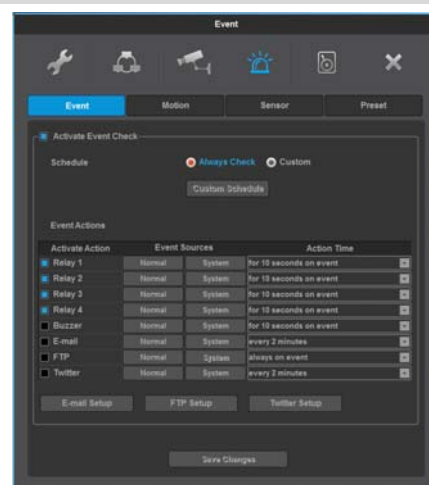 Event
Event Motion Sensor Preset
Activate Event Check
Schedule Always Check Custom
Custom Schedule
Event Actions
Activate Action Event Sources Action Time
Relay 1 Normal System for 10 seconds on event
Relay 2 Normal System for 10 seconds on event
Relay 3 Normal System for 10 seconds on event
Relay 4 Normal System for 10 seconds on event
Buzzer Normal System for 10 seconds on event
E-mail Normal System every 2 minutes
FTP Normal System always on event
Twitter Normal System every 2 minutes
E-mail Setup FTP Setup Twitter Setup
Save Changes